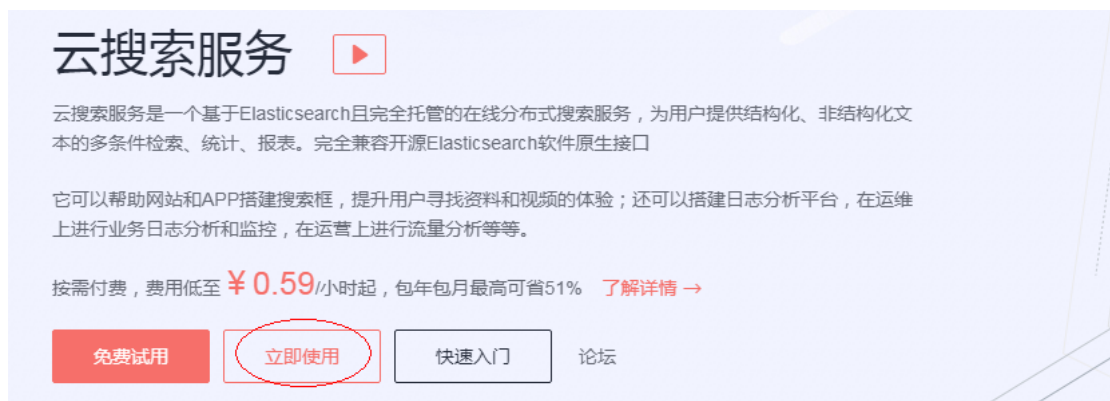 云搜索服务
云搜索服务是一个基于Elasticsearch且完全托管的在线分布式搜索服务，为用户提供结构化、非结构化文
本的多条件检索、统计、报表。完全兼容开源Elasticsearch软件原生接口
它可以帮助网站和APP搭建搜索框，提升用户寻找资料和视频的体验；还可以搭建日志分析平台，在运维
上进行业务日志分析和监控，在运营上进行流量分析等等。
按需付费，费用低至 ¥ 0.59/小时起，包年包月最高可省51% 了解详情 →
免费试用 立即使用 快速入门 论坛